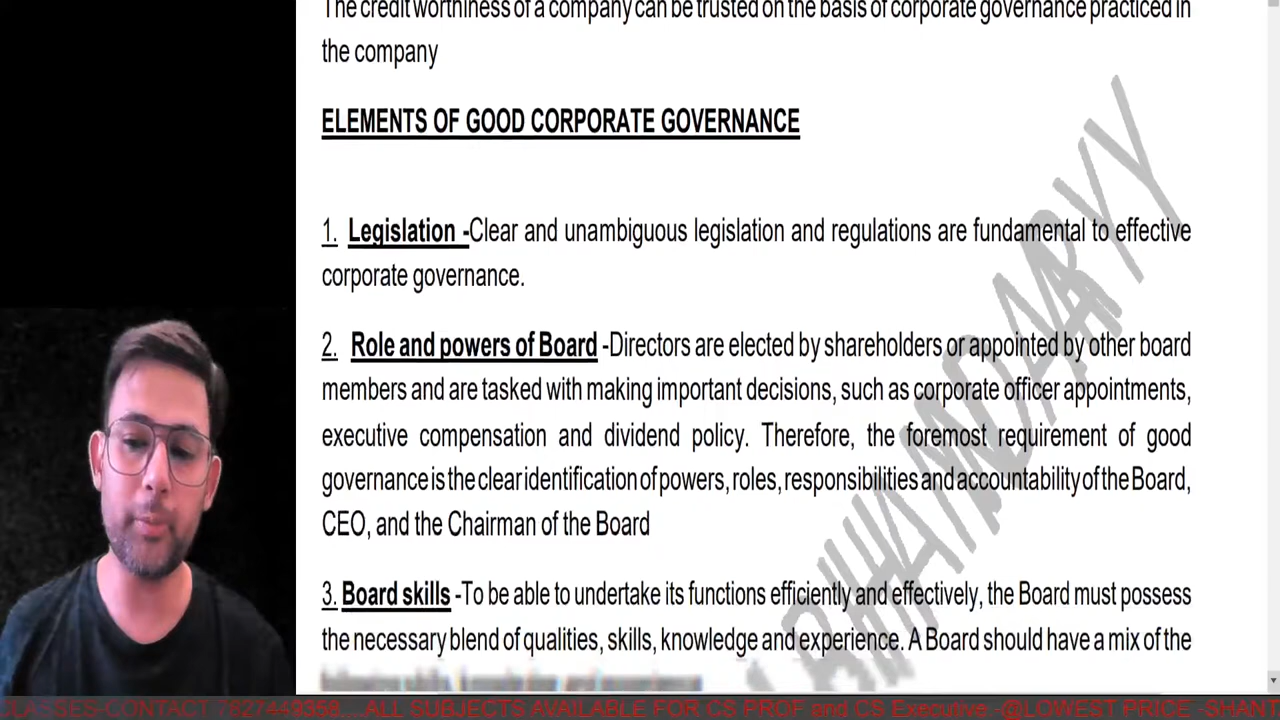 The credit worthiness of a company can be trusted on the basis of corporate governance practiced in
the company
ELEMENTS OF GOOD CORPORATE GOVERNANCE
1. Legislation -Clear and unambiguous legislation and regulations are fundamental to effective
corporate governance.
2. Role and powers of Board -Directors are elected by shareholders or appointed by other board
members and are tasked with making important decisions, such as corporate officer appointments,
executive compensation and dividend policy. Therefore, the foremost requirement of good
governance is the clear identification of powers, roles, responsibilities and accountability of the Board,
CEO, and the Chairman of the Board
3. Board skills -To be able to undertake its functions efficiently and effectively, the Board must possess
the necessary blend of qualities, skills, knowledge and experience. A Board should have a mix of the
CLASSES-CONTACT 7827449358....ALL SUBJECTS AVAILABLE FOR CS PROF and CS Executive.-@LOWEST PRICE -SHANT